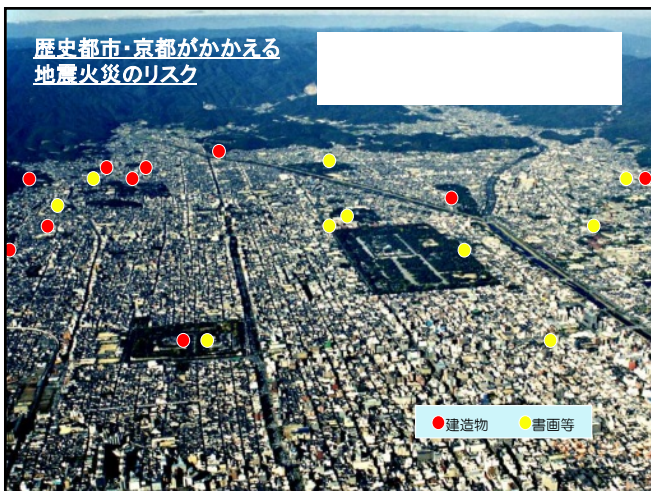 歴史都市・京都がかかえる
地震火災のリスク
建造物 書画等